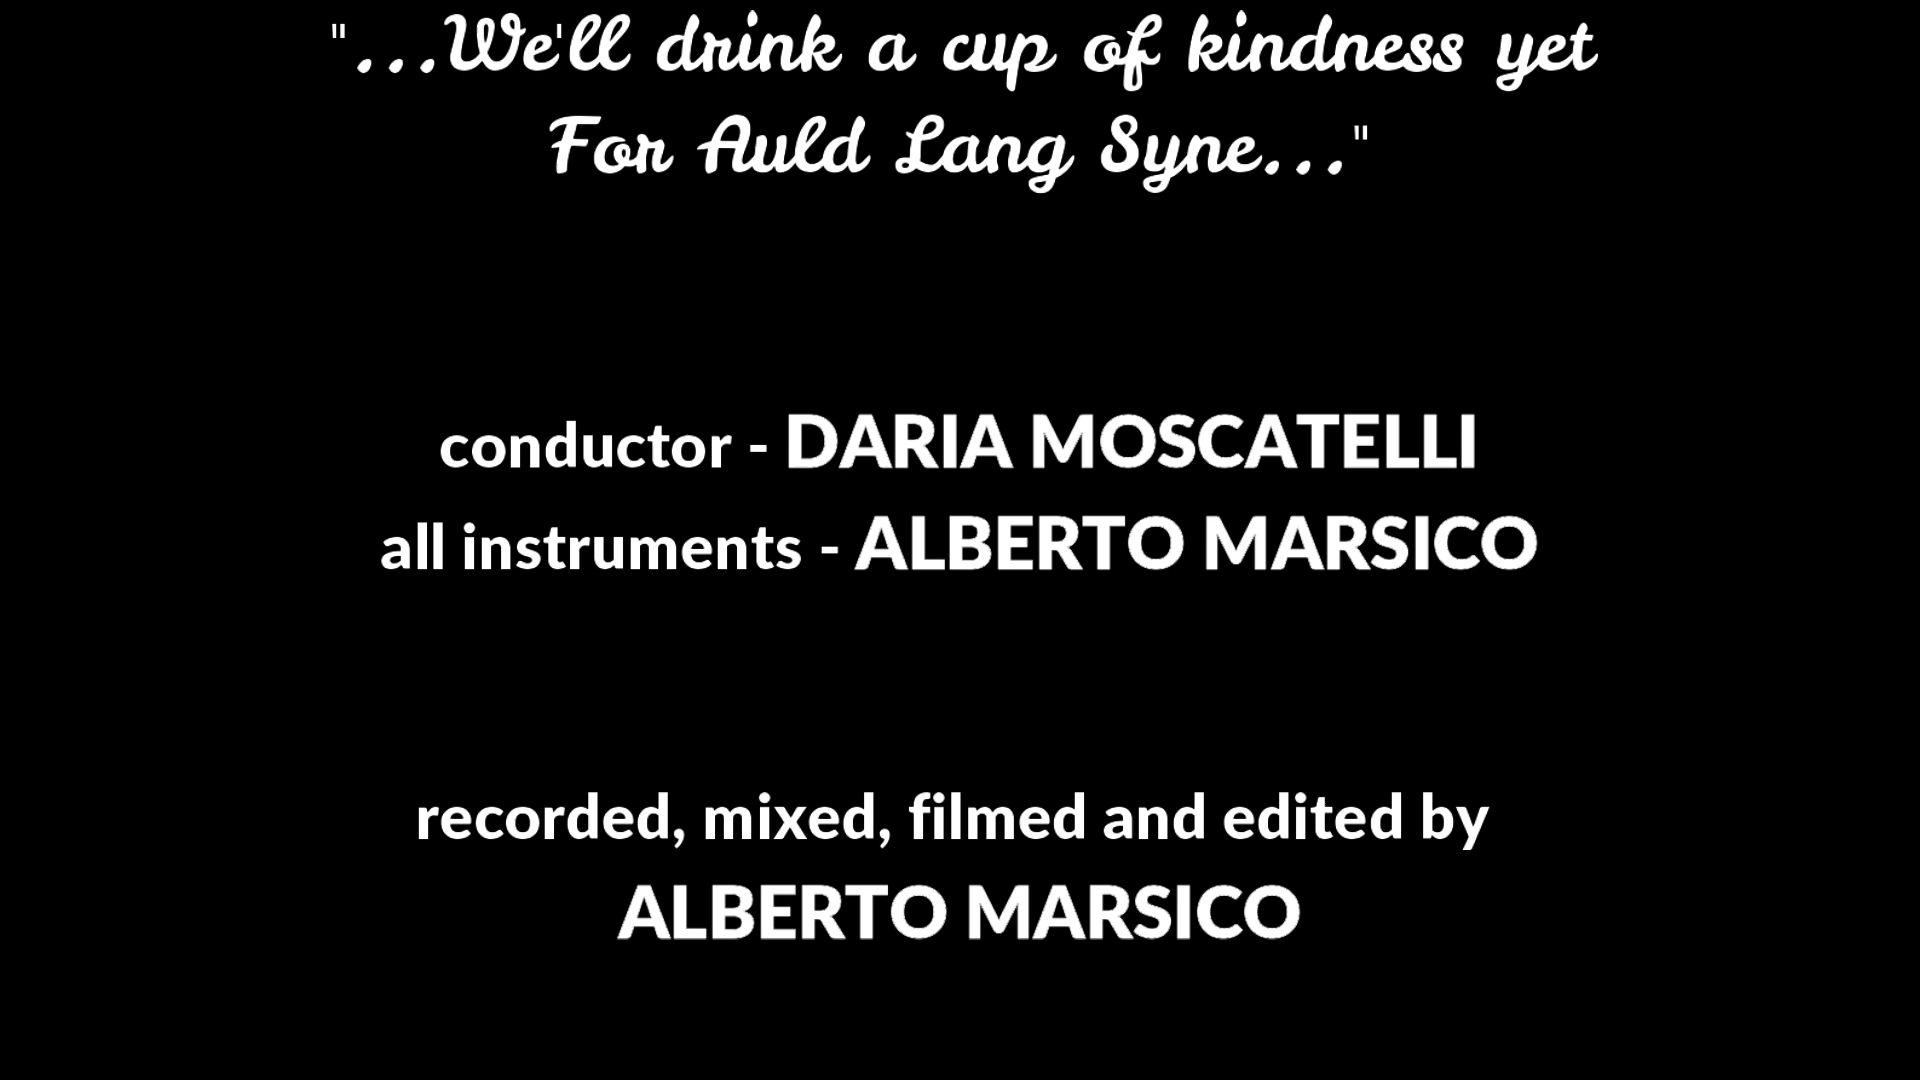 "...We'll drink a cup of kindness yet
For Auld Lang Syne..."
conductor - DARIA MOSCATELLI
all instruments - ALBERTO MARSICO
recorded, mixed, filmed and edited by
ALBERTO MARSICO